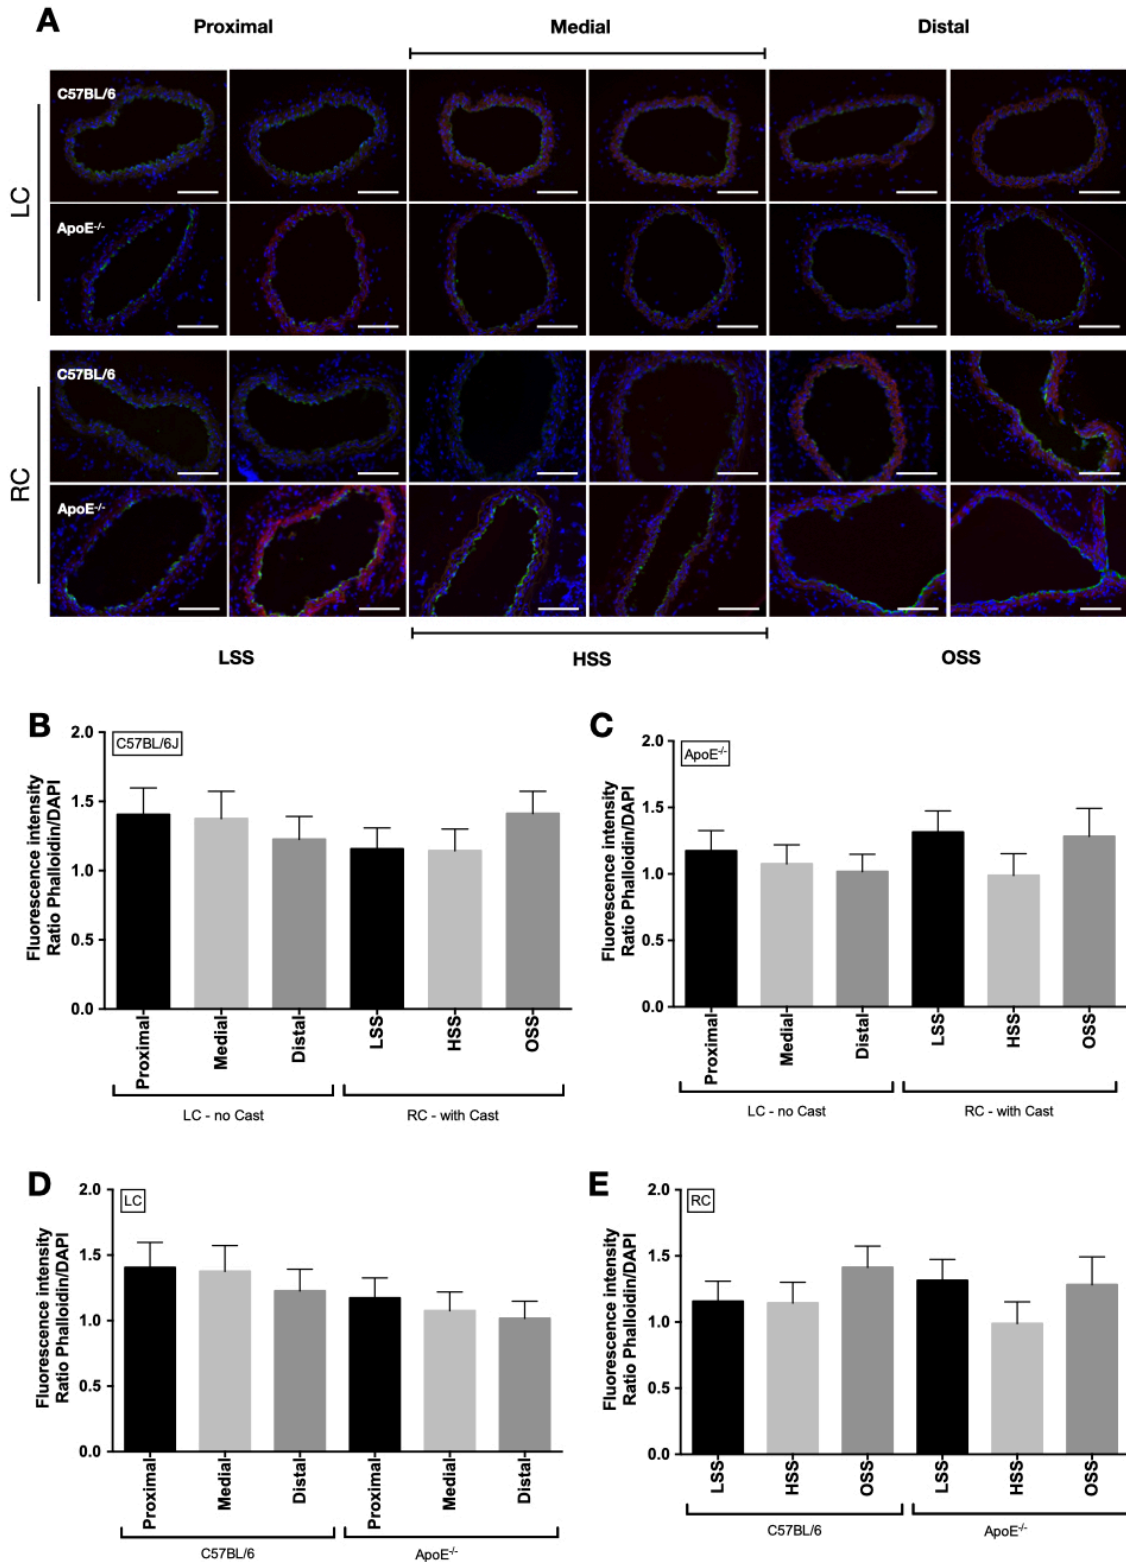 A
Proximal
Medial
Distal
LC
C57BL/6
ApoE-/-
RC
C57BL/6
ApoE-/-
LSS
HSS
OSS
B
C57BL/6J
Fluorescence intensity
Ratio Phalloidin/DAPI
2.0
1.5
1.0
0.5
0.0
Proximal
Medial
Distal
LSS
HSS
OSS
LC - no Cast
RC - with Cast
C
ApoE-/-
Fluorescence intensity
Ratio Phalloidin/DAPI
2.0
1.5
1.0
0.5
0.0
Proximal
Medial
Distal
LSS
HSS
OSS
LC - no Cast
RC - with Cast
D
LC
Fluorescence intensity
Ratio Phalloidin/DAPI
2.0
1.5
1.0
0.5
0.0
Proximal
Medial
Distal
Proximal
Medial
Distal
C57BL/6
ApoE-/-
E
RC
Fluorescence intensity
Ratio Phalloidin/DAPI
2.0
1.5
1.0
0.5
0.0
LSS
HSS
OSS
LSS
HSS
OSS
C57BL/6
ApoE-/-